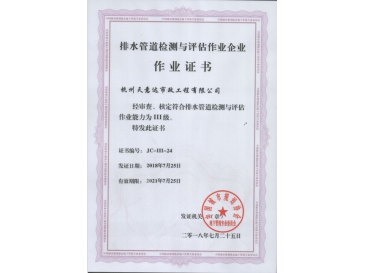 排水管道检测与评估作业企业
作业证书
杭州天意达市政工程有限公司
经审查、核定符合排水管道检测与评估
作业能力为III级。
特发此证书
证书编号：JC-III-24
发证日期：2018年7月25日
有效期限：2021年7月25日
发证机关
二〇一八年七月二十五日